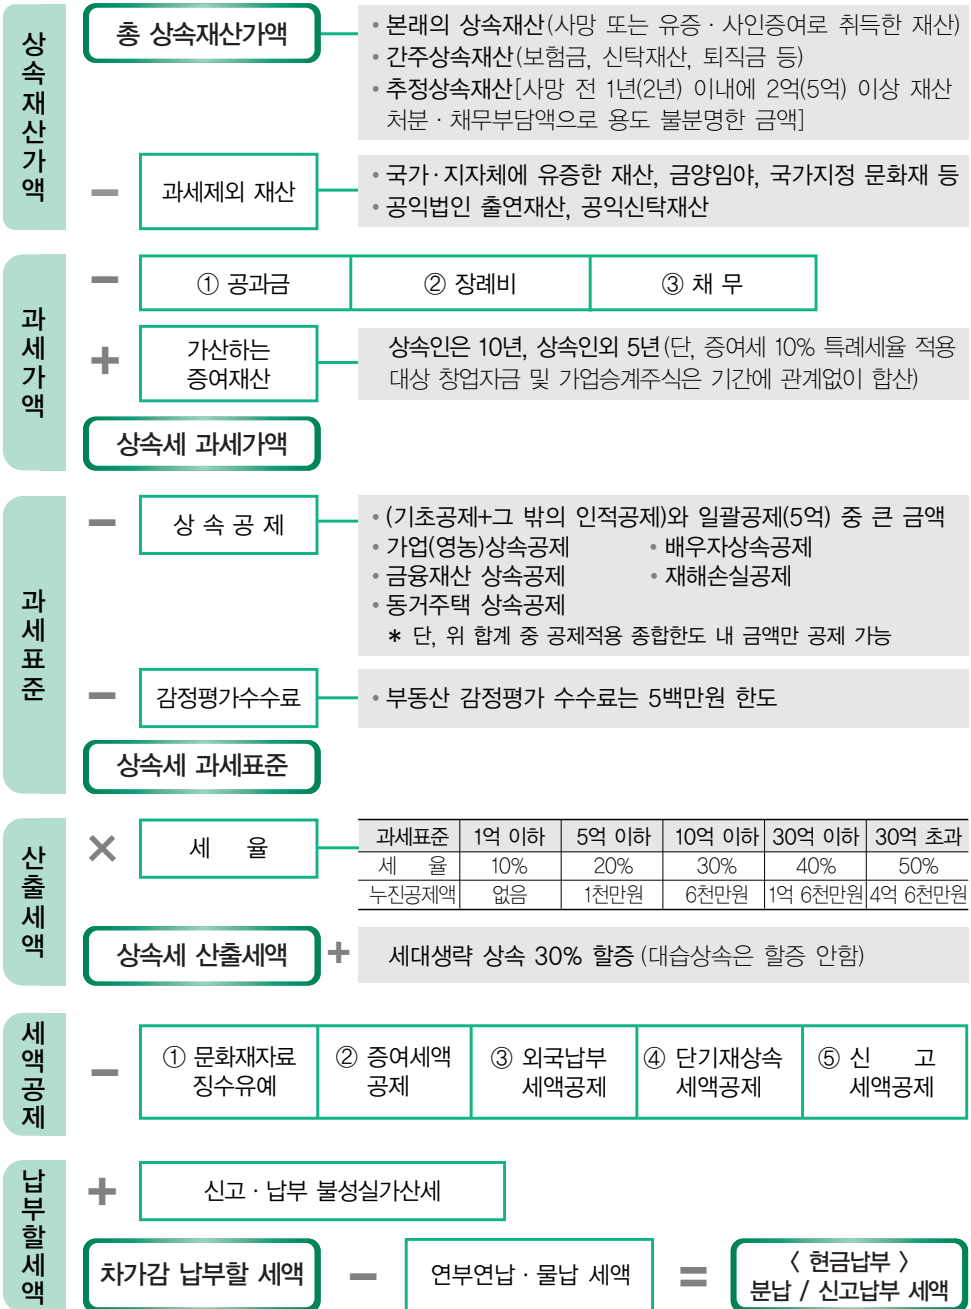 상속재산가액
총 상속재산가액
• 본래의 상속재산(사망 또는 유증 · 사인증여로 취득한 재산)
• 간주상속재산(보험금, 신탁재산, 퇴직금 등)
• 추정상속재산[사망 전 1년(2년) 이내에 2억(5억) 이상 재산
처분 · 채무부담액으로 용도 불분명한 금액]
− 과세제외 재산
• 국가 · 지자체에 유증한 재산, 금양임야, 국가지정 문화재 등
• 공익법인 출연재산, 공익신탁재산
과세가액
− ① 공과금 ② 장례비 ③ 채 무
+ 가산하는
증여재산
상속인은 10년, 상속인외 5년(단, 증여세 10% 특례세율 적용
대상 창업자금 및 가업승계주식은 기간에 관계없이 합산)
상속세 과세가액
과세표준
− 상 속 공 제
• (기초공제+그 밖의 인적공제)와 일괄공제(5억) 중 큰 금액
• 가업(영농)상속공제 • 배우자상속공제
• 금융재산 상속공제 • 재해손실공제
• 동거주택 상속공제
* 단, 위 합계 중 공제적용 종합한도 내 금액만 공제 가능
− 감정평가수수료
• 부동산 감정평가 수수료는 5백만원 한도
상속세 과세표준
산출세액
× 세 율
과세표준 1억 이하 5억 이하 10억 이하 30억 이하 30억 초과
세 율 10% 20% 30% 40% 50%
누진공제액 없음 1천만원 6천만원 1억 6천만원 4억 6천만원
상속세 산출세액 + 세대생략 상속 30% 할증 (대습상속은 할증 안함)
세액공제
−
① 문화재자료
징수유예
② 증여세액
공제
③ 외국납부
세액공제
④ 단기재상속
세액공제
⑤ 신 고
세액공제
납부할세액
+ 신고 · 납부 불성실가산세
차가감 납부할 세액 − 연부연납 · 물납 세액 =
〈 현금납부 〉
분납 / 신고납부 세액